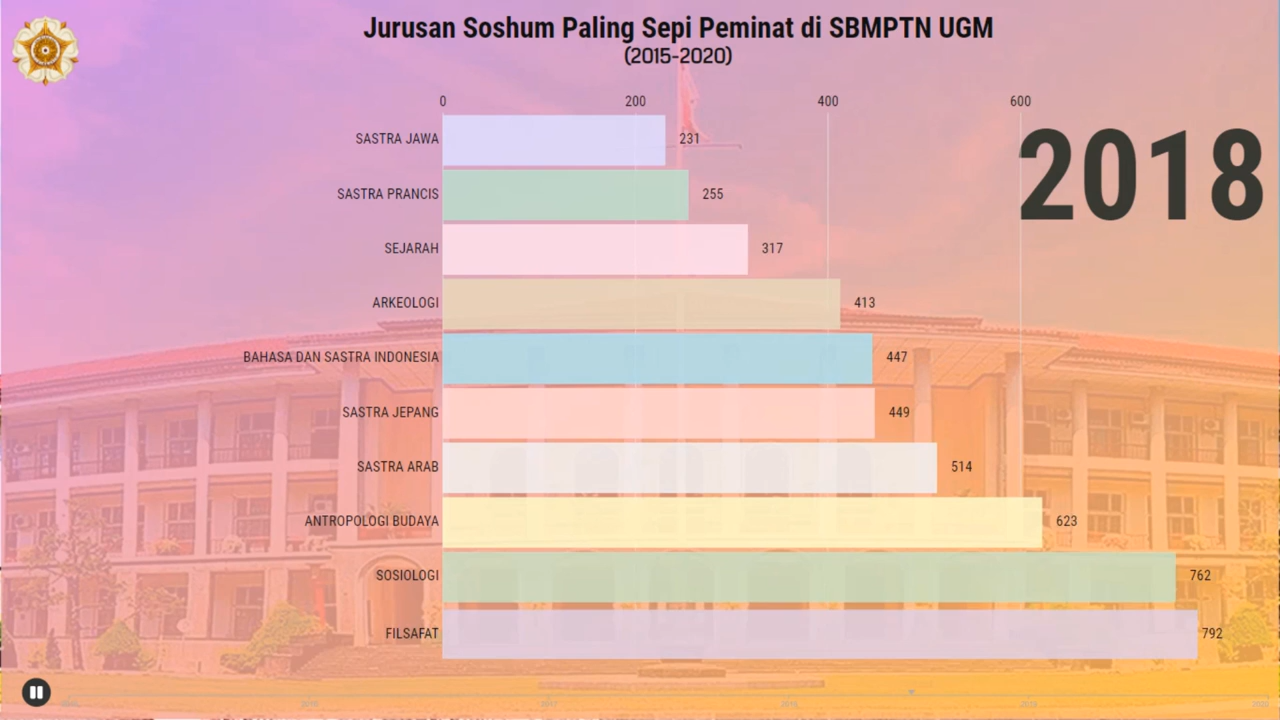 Jurusan Soshum Paling Sepi Peminat di SBMPTN UGM
(2015-2020)
0 200 400 600
2018
SASTRA JAWA 231
SASTRA PRANCIS 255
SEJARAH 317
ARKEOLOGI 413
BAHASA DAN SASTRA INDONESIA 447
SASTRA JEPANG 449
SASTRA ARAB 514
ANTROPOLOGI BUDAYA 623
SOSIOLOGI 762
FILSAFAT 792